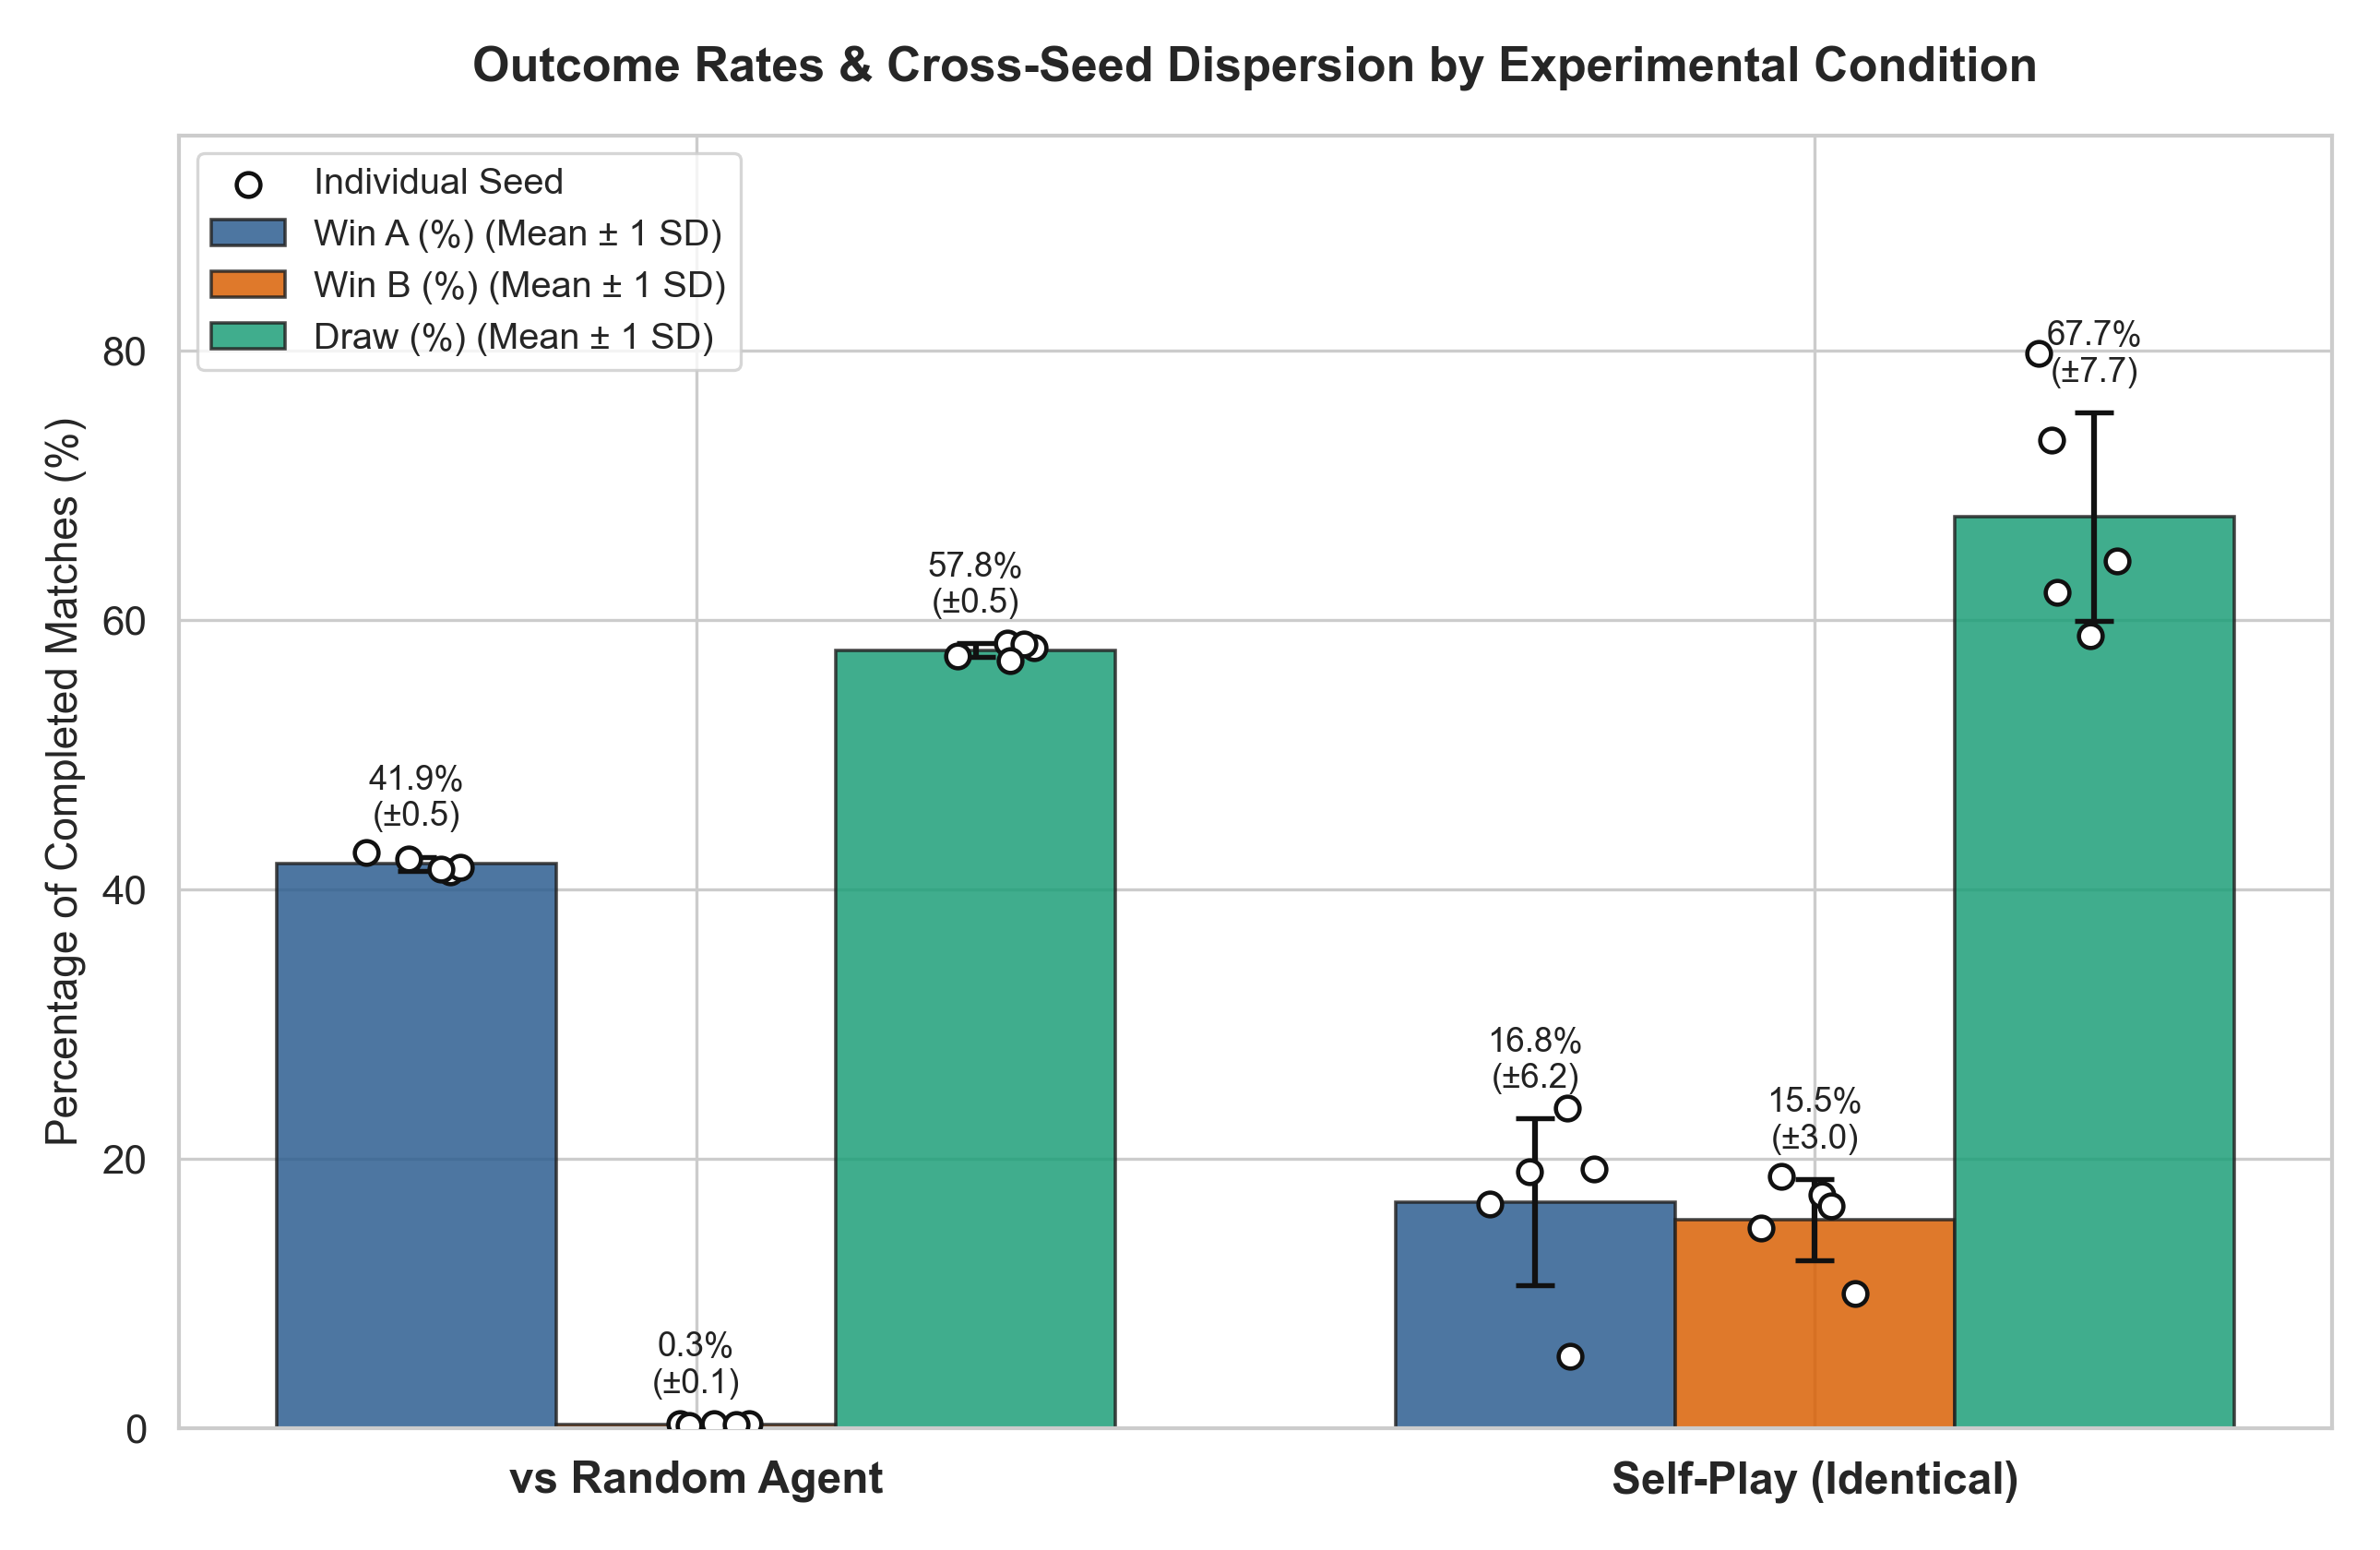 Outcome Rates & Cross-Seed Dispersion by Experimental Condition
Individual Seed
Win A (%) (Mean ± 1 SD)
Win B (%) (Mean ± 1 SD)
Draw (%) (Mean ± 1 SD)
Percentage of Completed Matches (%)
80
60
40
20
0
41.9%
(±0.5)
0.3%
(±0.1)
57.8%
(±0.5)
16.8%
(±6.2)
15.5%
(±3.0)
67.7%
(±7.7)
vs Random Agent
Self-Play (Identical)